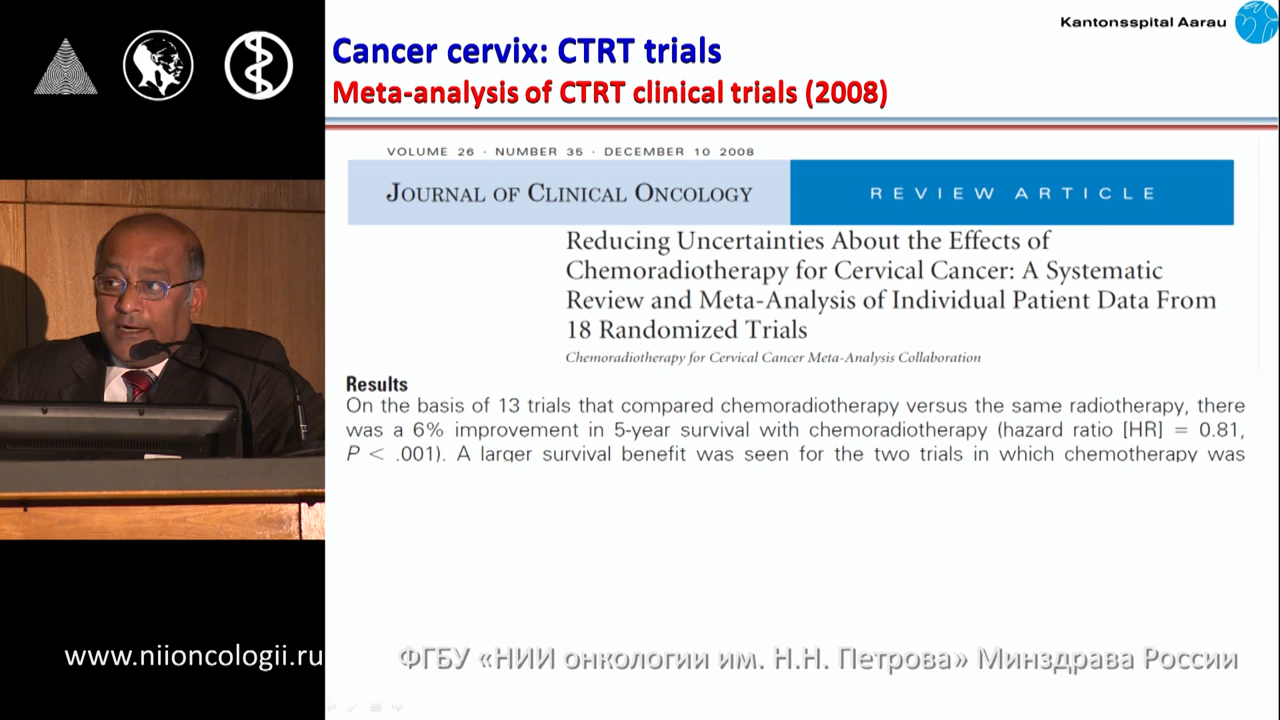 Kantonsspital Aarau
Cancer cervix: CTRT trials
Meta-analysis of CTRT clinical trials (2008)
VOLUME 26 · NUMBER 35 · DECEMBER 10 2008
JOURNAL OF CLINICAL ONCOLOGY
REVIEW ARTICLE
Reducing Uncertainties About the Effects of
Chemoradiotherapy for Cervical Cancer: A Systematic
Review and Meta-Analysis of Individual Patient Data From
18 Randomized Trials
Chemoradiotherapy for Cervical Cancer Meta-Analysis Collaboration
Results
On the basis of 13 trials that compared chemoradiotherapy versus the same radiotherapy, there
was a 6% improvement in 5-year survival with chemoradiotherapy (hazard ratio [HR] = 0.81,
P < .001). A larger survival benefit was seen for the two trials in which chemotherapy was
www.niioncologii.ru
ФГБУ «НИИ онкологии им. Н.Н. Петрова» Минздрава России